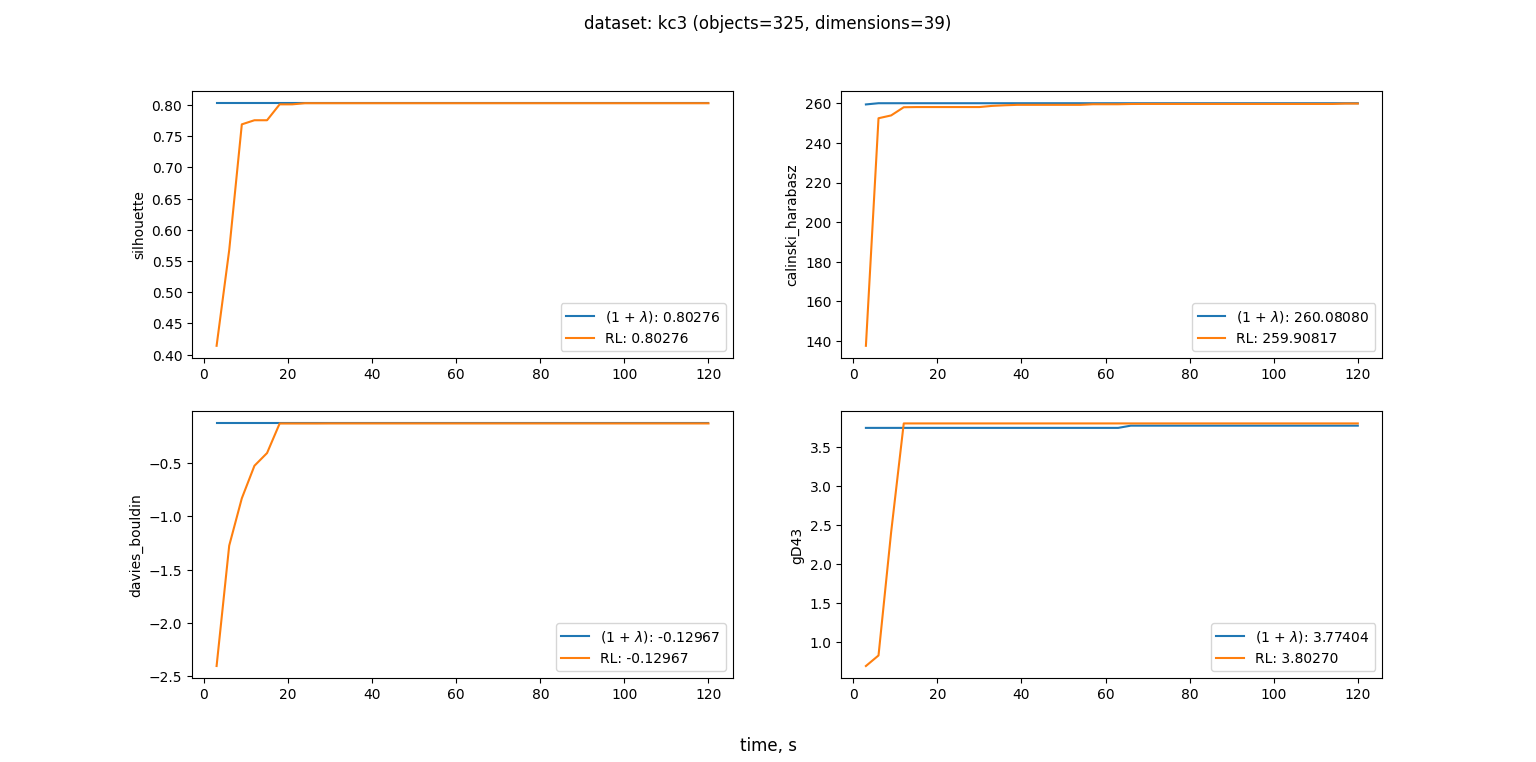 dataset: kc3 (objects=325, dimensions=39)
silhouette
0.80
0.75
0.70
0.65
0.60
0.55
0.50
0.45
0.40
0 20 40 60 80 100 120
(1 + λ): 0.80276
RL: 0.80276
calinski_harabasz
260
240
220
200
180
160
140
0 20 40 60 80 100 120
(1 + λ): 260.08080
RL: 259.90817
davies_bouldin
−0.5
−1.0
−1.5
−2.0
−2.5
0 20 40 60 80 100 120
(1 + λ): -0.12967
RL: -0.12967
gD43
3.5
3.0
2.5
2.0
1.5
1.0
0 20 40 60 80 100 120
(1 + λ): 3.77404
RL: 3.80270
time, s